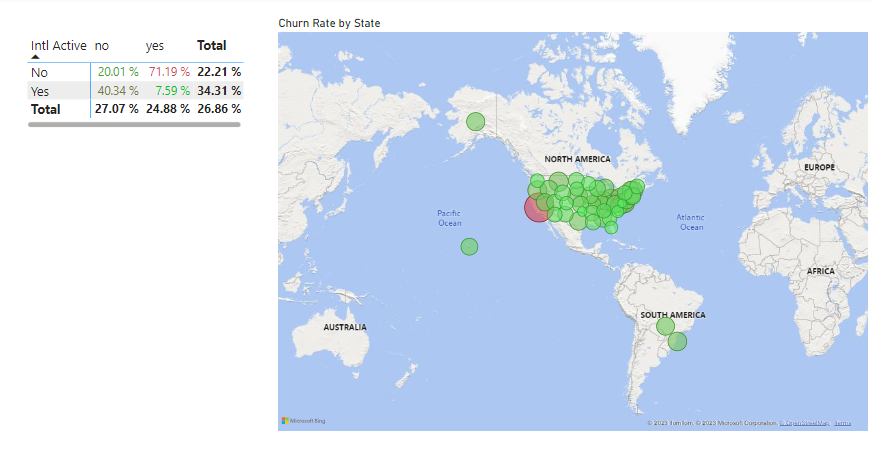 Churn Rate by State
Intl Active no yes Total
No 20.01 % 71.19 % 22.21 %
Yes 40.34 % 7.59 % 34.31 %
Total 27.07 % 24.88 % 26.86 %
NORTH AMERICA
EUROPE
Pacific
Ocean
Atlantic
Ocean
AFRICA
SOUTH AMERICA
AUSTRALIA
Microsoft Bing
© 2023 TomTom, © 2023 Microsoft Corporation, © OpenStreetMap Terms